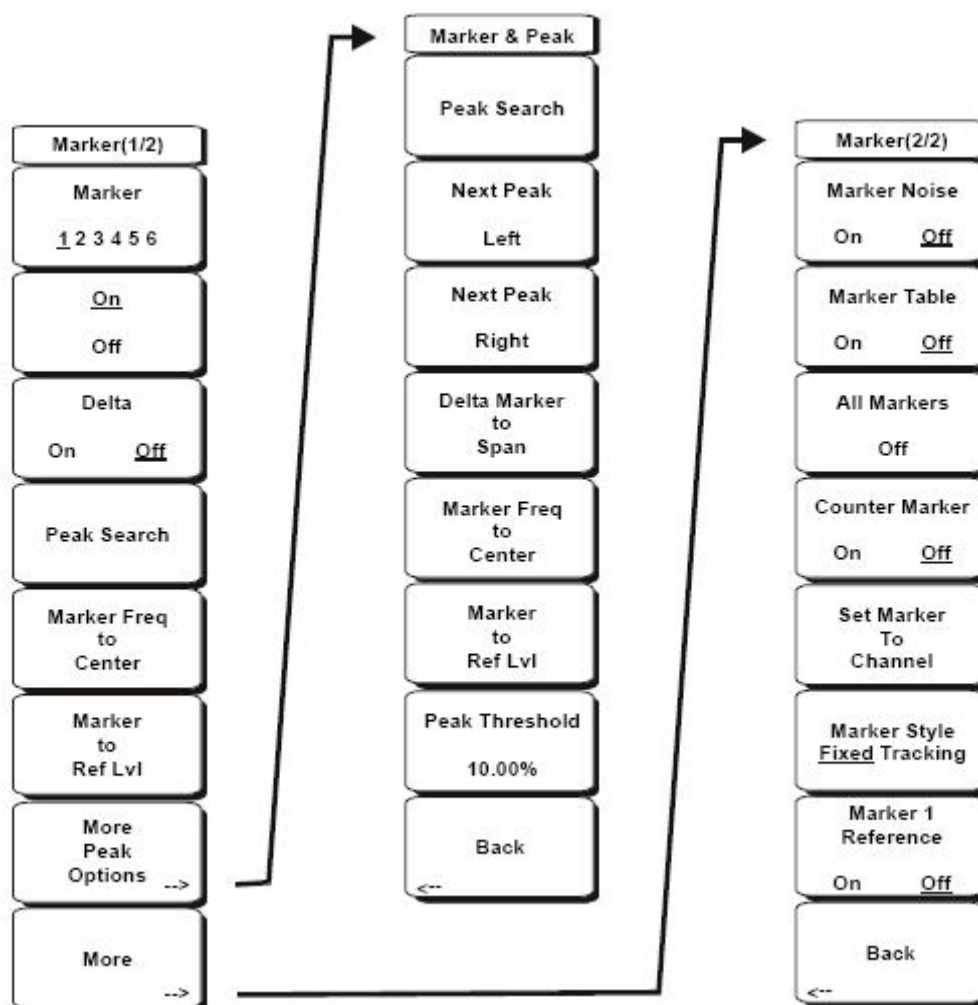 Marker(1/2)
Marker
1 2 3 4 5 6
On
Off
Delta
On Off
Peak Search
Marker Freq
to
Center
Marker
to
Ref Lvl
More
Peak
Options -->
More
-->
Marker & Peak
Peak Search
Next Peak
Left
Next Peak
Right
Delta Marker
to
Span
Marker Freq
to
Center
Marker
to
Ref Lvl
Peak Threshold
10.00%
Back
<--
Marker(2/2)
Marker Noise
On Off
Marker Table
On Off
All Markers
Off
Counter Marker
On Off
Set Marker
To
Channel
Marker Style
Fixed Tracking
Marker 1
Reference
On Off
Back
<--